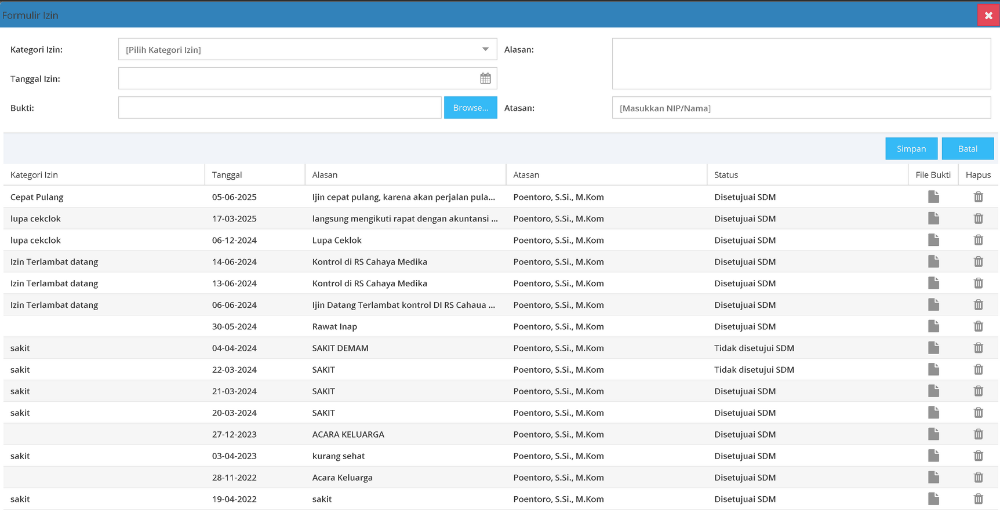 Formulir Izin
Kategori Izin: [Pilih Kategori Izin] Alasan:
Tanggal Izin:
Bukti: Browse... Atasan: [Masukkan NIP/Nama]
Simpan Batal
Kategori Izin Tanggal Alasan Atasan Status File Bukti Hapus
Cepat Pulang 05-06-2025 Ijin cepat pulang, karena akan perjalan pula... Poentoro, S.Si., M.Kom Disetujuai SDM
lupa cekclok 17-03-2025 langsung mengikuti rapat dengan akuntansi ... Poentoro, S.Si., M.Kom Disetujuai SDM
lupa cekclok 06-12-2024 Lupa Ceklok Poentoro, S.Si., M.Kom Disetujuai SDM
Izin Terlambat datang 14-06-2024 Kontrol di RS Cahaya Medika Poentoro, S.Si., M.Kom Disetujuai SDM
Izin Terlambat datang 13-06-2024 Kontrol di RS Cahaya Medika Poentoro, S.Si., M.Kom Disetujuai SDM
Izin Terlambat datang 06-06-2024 Ijin Datang Terlambat kontrol DI RS Cahaua ... Poentoro, S.Si., M.Kom Disetujuai SDM
30-05-2024 Rawat Inap Poentoro, S.Si., M.Kom Disetujuai SDM
sakit 04-04-2024 SAKIT DEMAM Poentoro, S.Si., M.Kom Tidak disetujui SDM
sakit 22-03-2024 SAKIT Poentoro, S.Si., M.Kom Tidak disetujui SDM
sakit 21-03-2024 SAKIT Poentoro, S.Si., M.Kom Disetujuai SDM
sakit 20-03-2024 SAKIT Poentoro, S.Si., M.Kom Disetujuai SDM
27-12-2023 ACARA KELUARGA Poentoro, S.Si., M.Kom Disetujuai SDM
sakit 03-04-2023 kurang sehat Poentoro, S.Si., M.Kom Disetujuai SDM
28-11-2022 Acara Keluarga Poentoro, S.Si., M.Kom Disetujuai SDM
sakit 19-04-2022 sakit Poentoro, S.Si., M.Kom Disetujuai SDM